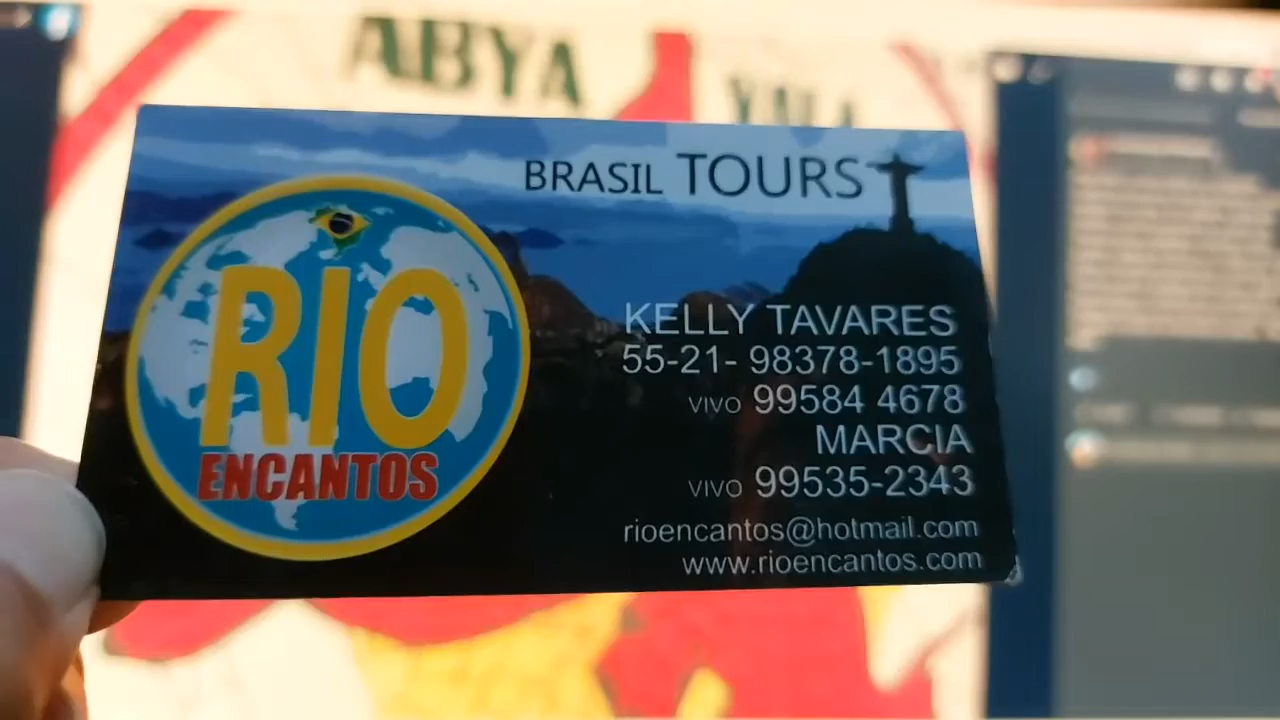 ABYA
YALA
BRASIL TOURS
RIO
ENCANTOS
KELLY TAVARES
55-21- 98378-1895
VIVO 99584 4678
MARCIA
VIVO 99535-2343
rioencantos@hotmail.com
www.rioencantos.com